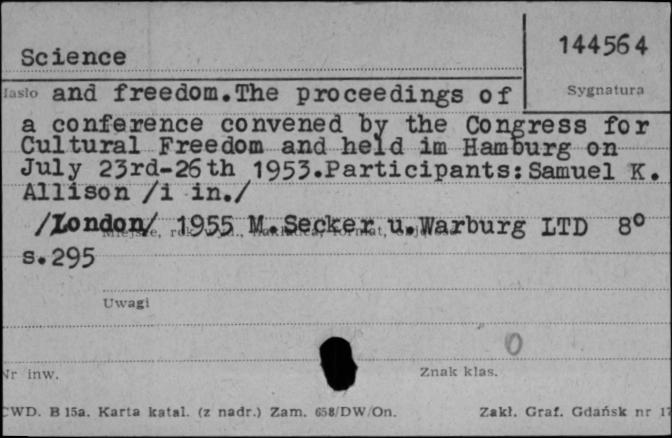 Science
144564
Hasło
and freedom.The proceedings of
Sygnatura
a conference convened by the Congress for
Cultural Freedom and held im Hamburg on
July 23rd-26th 1953.Participants:Samuel K.
Allison /i in./
/London/ 1955 M.Secker u.Warburg LTD 8°
s.295
Uwagi
0
Nr inw.
Znak klas.
CWD. B 15a. Karta katal. (z nadr.) Zam. 658/DW/On.
Zakł. Graf. Gdańsk nr